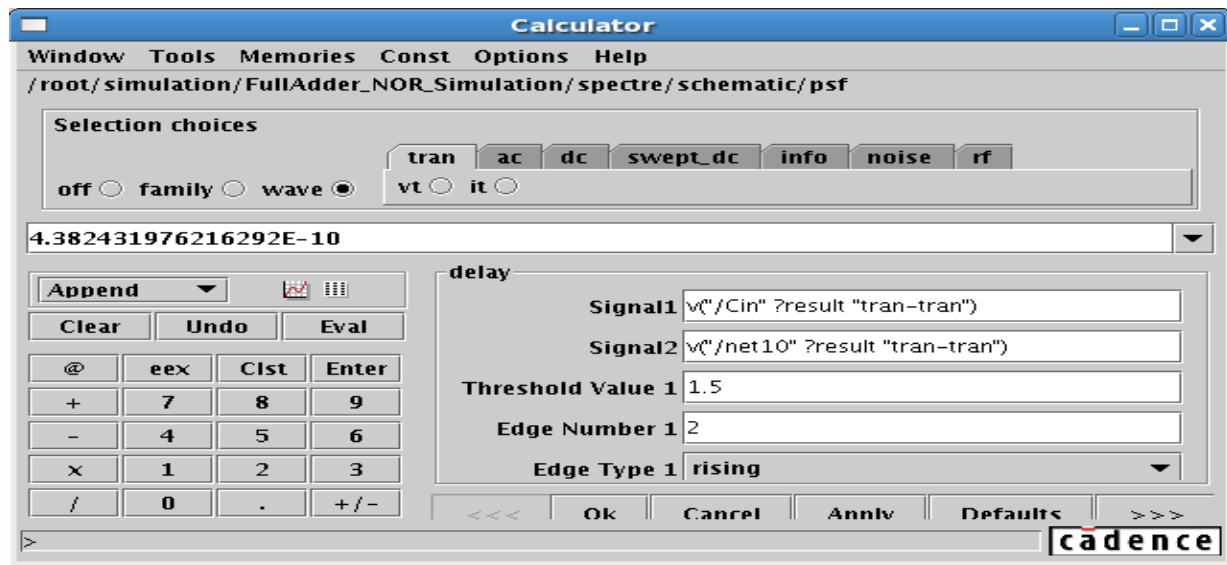 Calculator
Window Tools Memories Const Options Help
/root/simulation/FullAdder_NOR_Simulation/spectre/schematic/psf
Selection choices
tran ac dc swept_dc info noise rf
off family wave vt it
4.382431976216292E-10
Append
Clear Undo Eval
@ eex Clst Enter
+ 7 8 9
- 4 5 6
x 1 2 3
/ 0 . +/-
delay
Signal1 v("/Cin" ?result "tran-tran")
Signal2 v("/net10" ?result "tran-tran")
Threshold Value 1 1.5
Edge Number 1 2
Edge Type 1 rising
<<< Ok Cancel Apply Defaults >>>
>
cadence